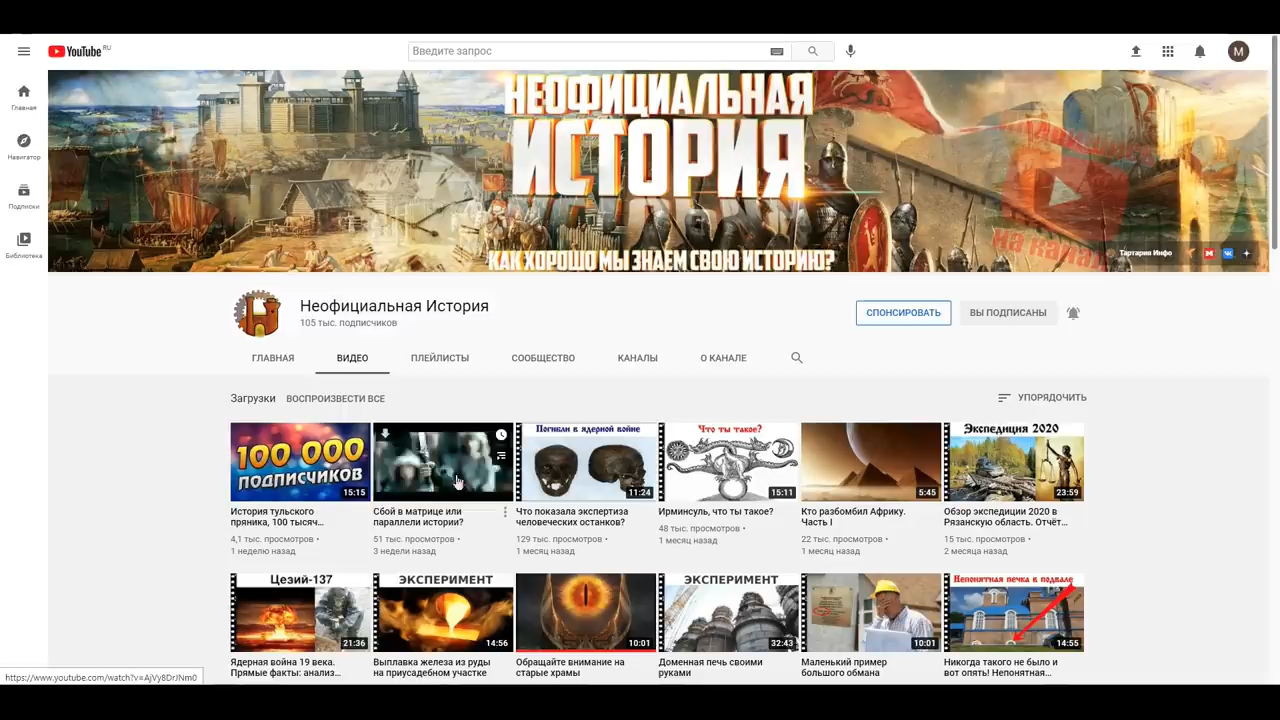 YouTube RU
Введите запрос
M
НЕОФИЦИАЛЬНАЯ
ИСТОРИЯ
КАК ХОРОШО МЫ ЗНАЕМ СВОЮ ИСТОРИЮ?
на канал
Тартария Инфо
Главная
Навигатор
Подписки
Библиотека
Неофициальная История
105 тыс. подписчиков
СПОНСИРОВАТЬ
ВЫ ПОДПИСАНЫ
ГЛАВНАЯ ВИДЕО ПЛЕЙЛИСТЫ СООБЩЕСТВО КАНАЛЫ О КАНАЛЕ
Загрузки ВОСПРОИЗВЕСТИ ВСЕ
УПОРЯДОЧИТЬ
100 000
ПОДПИСЧИКОВ
15:15
История тульского
пряника, 100 тысяч...
4,1 тыс. просмотров •
1 неделю назад
Сбой в матрице или
параллели истории?
51 тыс. просмотров •
3 недели назад
Погибли в ядерной войне
11:24
Что показала экспертиза
человеческих останков?
129 тыс. просмотров •
1 месяц назад
Что ты такое?
15:11
Ирминсуль, что ты такое?
48 тыс. просмотров •
1 месяц назад
5:45
Кто разбомбил Африку.
Часть I
22 тыс. просмотров •
1 месяц назад
Экспедиция 2020
23:59
Обзор экспедиции 2020 в
Рязанскую область. Отчёт...
15 тыс. просмотров •
2 месяца назад
Цезий-137
21:36
Ядерная война 19 века.
Прямые факты: анализ...
ЭКСПЕРИМЕНТ
14:56
Выплавка железа из руды
на приусадебном участке
10:01
Обращайте внимание на
старые храмы
ЭКСПЕРИМЕНТ
32:43
Доменная печь своими
руками
10:01
Маленький пример
большого обмана
Непонятная печка в подвале
14:55
Никогда такого не было и
вот опять! Непонятная...
https://www.youtube.com/watch?v=AjVy8DrJNm0